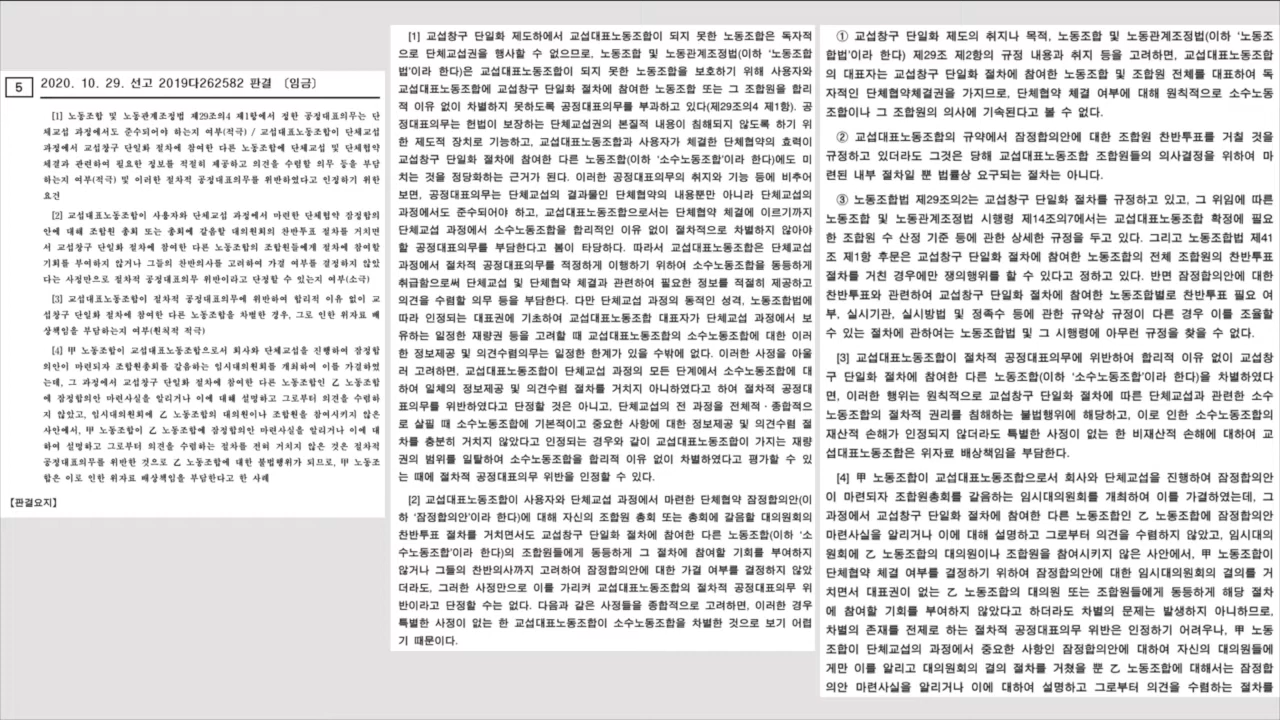 5
2020. 10. 29. 선고 2019다262582 판결 〔임금〕
[1] 노동조합 및 노동관계조정법 제29조의4 제1항에서 정한 공정대표의무는 단
체교섭 과정에서도 준수되어야 하는지 여부(적극) / 교섭대표노동조합이 단체교섭
과정에서 교섭창구 단일화 절차에 참여한 다른 노동조합에 단체교섭 및 단체협약
체결과 관련하여 필요한 정보를 적절히 제공하고 의견을 수렴할 의무 등을 부담
하는지 여부(적극) 및 이러한 절차적 공정대표의무를 위반하였다고 인정하기 위한
요건
[2] 교섭대표노동조합이 사용자와 단체교섭 과정에서 마련한 단체협약 잠정합의
안에 대해 조합원 총회 또는 총회에 갈음할 대의원회의 찬반투표 절차를 거치면
서 교섭창구 단일화 절차에 참여한 다른 노동조합의 조합원들에게 절차에 참여할
기회를 부여하지 않거나 그들의 찬반의사를 고려하여 가결 여부를 결정하지 않았
다는 사정만으로 절차적 공정대표의무 위반이라고 단정할 수 있는지 여부(소극)
[3] 교섭대표노동조합이 절차적 공정대표의무에 위반하여 합리적 이유 없이 교
섭창구 단일화 절차에 참여한 다른 노동조합을 차별한 경우, 그로 인한 위자료 배
상책임을 부담하는지 여부(원칙적 적극)
[4] 甲 노동조합이 교섭대표노동조합으로서 회사와 단체교섭을 진행하여 잠정합
의안이 마련되자 조합원총회를 갈음하는 임시대의원회를 개최하여 이를 가결하였
는데, 그 과정에서 교섭창구 단일화 절차에 참여한 다른 노동조합인 乙 노동조합
에 잠정합의안 마련사실을 알리거나 이에 대해 설명하고 그로부터 의견을 수렴하
지 않았고, 임시대의원회에 乙 노동조합의 대의원이나 조합원을 참여시키지 않은
사안에서, 甲 노동조합이 乙 노동조합에 잠정합의안 마련사실을 알리거나 이에 대
하여 설명하고 그로부터 의견을 수렴하는 절차를 전혀 거치지 않은 것은 절차적
공정대표의무를 위반한 것으로 乙 노동조합에 대한 불법행위가 되므로, 甲 노동조
합은 이로 인한 위자료 배상책임을 부담한다고 한 사례
【판결요지】
[1] 교섭창구 단일화 제도하에서 교섭대표노동조합이 되지 못한 노동조합은 독자적
으로 단체교섭권을 행사할 수 없으므로, 노동조합 및 노동관계조정법(이하 ‘노동조합
법’이라 한다)은 교섭대표노동조합이 되지 못한 노동조합을 보호하기 위해 사용자와
교섭대표노동조합에 교섭창구 단일화 절차에 참여한 노동조합 또는 그 조합원을 합리
적 이유 없이 차별하지 못하도록 공정대표의무를 부과하고 있다(제29조의4 제1항). 공
정대표의무는 헌법이 보장하는 단체교섭권의 본질적 내용이 침해되지 않도록 하기 위
한 제도적 장치로 기능하고, 교섭대표노동조합과 사용자가 체결한 단체협약의 효력이
교섭창구 단일화 절차에 참여한 다른 노동조합(이하 ‘소수노동조합’이라 한다)에도 미
치는 것을 정당화하는 근거가 된다. 이러한 공정대표의무의 취지와 기능 등에 비추어
보면, 공정대표의무는 단체교섭의 결과물인 단체협약의 내용뿐만 아니라 단체교섭의
과정에서도 준수되어야 하고, 교섭대표노동조합으로서는 단체협약 체결에 이르기까지
단체교섭 과정에서 소수노동조합을 합리적인 이유 없이 절차적으로 차별하지 않아야
할 공정대표의무를 부담한다고 봄이 타당하다. 따라서 교섭대표노동조합은 단체교섭
과정에서 절차적 공정대표의무를 적정하게 이행하기 위하여 소수노동조합을 동등하게
취급함으로써 단체교섭 및 단체협약 체결과 관련하여 필요한 정보를 적절히 제공하고
의견을 수렴할 의무 등을 부담한다. 다만 단체교섭 과정의 동적인 성격, 노동조합법에
따라 인정되는 대표권에 기초하여 교섭대표노동조합 대표자가 단체교섭 과정에서 보
유하는 일정한 재량권 등을 고려할 때 교섭대표노동조합의 소수노동조합에 대한 이러
한 정보제공 및 의견수렴의무는 일정한 한계가 있을 수밖에 없다. 이러한 사정을 아울
러 고려하면, 교섭대표노동조합이 단체교섭 과정의 모든 단계에서 소수노동조합에 대
하여 일체의 정보제공 및 의견수렴 절차를 거치지 아니하였다고 하여 절차적 공정대
표의무를 위반하였다고 단정할 것은 아니고, 단체교섭의 전 과정을 전체적·종합적으
로 살필 때 소수노동조합에 기본적이고 중요한 사항에 대한 정보제공 및 의견수렴 절
차를 충분히 거치지 않았다고 인정되는 경우와 같이 교섭대표노동조합이 가지는 재량
권의 범위를 일탈하여 소수노동조합을 합리적 이유 없이 차별하였다고 평가할 수 있
는 때에 절차적 공정대표의무 위반을 인정할 수 있다.
[2] 교섭대표노동조합이 사용자와 단체교섭 과정에서 마련한 단체협약 잠정합의안(이
하 ‘잠정합의안’이라 한다)에 대해 자신의 조합원 총회 또는 총회에 갈음할 대의원회의
찬반투표 절차를 거치면서도 교섭창구 단일화 절차에 참여한 다른 노동조합(이하 ‘소
수노동조합’이라 한다)의 조합원들에게 동등하게 그 절차에 참여할 기회를 부여하지
않거나 그들의 찬반의사까지 고려하여 잠정합의안에 대한 가결 여부를 결정하지 않았
더라도, 그러한 사정만으로 이를 가리켜 교섭대표노동조합의 절차적 공정대표의무 위
반이라고 단정할 수는 없다. 다음과 같은 사정들을 종합적으로 고려하면, 이러한 경우
특별한 사정이 없는 한 교섭대표노동조합이 소수노동조합을 차별한 것으로 보기 어렵
기 때문이다.
① 교섭창구 단일화 제도의 취지나 목적, 노동조합 및 노동관계조정법(이하 ‘노동조
합법’이라 한다) 제29조 제2항의 규정 내용과 취지 등을 고려하면, 교섭대표노동조합
의 대표자는 교섭창구 단일화 절차에 참여한 노동조합 및 조합원 전체를 대표하여 독
자적인 단체협약체결권을 가지므로, 단체협약 체결 여부에 대해 원칙적으로 소수노동
조합이나 그 조합원의 의사에 기속된다고 볼 수 없다.
② 교섭대표노동조합의 규약에서 잠정합의안에 대한 조합원 찬반투표를 거칠 것을
규정하고 있더라도 그것은 당해 교섭대표노동조합 조합원들의 의사결정을 위하여 마
련된 내부 절차일 뿐 법률상 요구되는 절차는 아니다.
③ 노동조합법 제29조의2는 교섭창구 단일화 절차를 규정하고 있고, 그 위임에 따른
노동조합 및 노동관계조정법 시행령 제14조의7에서는 교섭대표노동조합 확정에 필요
한 조합원 수 산정 기준 등에 관한 상세한 규정을 두고 있다. 그리고 노동조합법 제41
조 제1항 후문은 교섭창구 단일화 절차에 참여한 노동조합의 전체 조합원의 찬반투표
절차를 거친 경우에만 쟁의행위를 할 수 있다고 정하고 있다. 반면 잠정합의안에 대한
찬반투표와 관련하여 교섭창구 단일화 절차에 참여한 노동조합별로 찬반투표 필요 여
부, 실시기관, 실시방법 및 정족수 등에 관한 규약상 규정이 다른 경우 이를 조율할
수 있는 절차에 관하여는 노동조합법 및 그 시행령에 아무런 규정을 찾을 수 없다.
[3] 교섭대표노동조합이 절차적 공정대표의무에 위반하여 합리적 이유 없이 교섭창
구 단일화 절차에 참여한 다른 노동조합(이하 ‘소수노동조합’이라 한다)을 차별하였다
면, 이러한 행위는 원칙적으로 교섭창구 단일화 절차에 따른 단체교섭과 관련한 소수
노동조합의 절차적 권리를 침해하는 불법행위에 해당하고, 이로 인한 소수노동조합의
재산적 손해가 인정되지 않더라도 특별한 사정이 없는 한 비재산적 손해에 대하여 교
섭대표노동조합은 위자료 배상책임을 부담한다.
[4] 甲 노동조합이 교섭대표노동조합으로서 회사와 단체교섭을 진행하여 잠정합의안
이 마련되자 조합원총회를 갈음하는 임시대의원회를 개최하여 이를 가결하였는데, 그
과정에서 교섭창구 단일화 절차에 참여한 다른 노동조합인 乙 노동조합에 잠정합의안
마련사실을 알리거나 이에 대해 설명하고 그로부터 의견을 수렴하지 않았고, 임시대의
원회에 乙 노동조합의 대의원이나 조합원을 참여시키지 않은 사안에서, 甲 노동조합이
단체협약 체결 여부를 결정하기 위하여 잠정합의안에 대한 임시대의원회의 결의를 거
치면서 대표권이 없는 乙 노동조합의 대의원 또는 조합원들에게 동등하게 해당 절차
에 참여할 기회를 부여하지 않았다고 하더라도 차별의 문제는 발생하지 아니하므로,
차별의 존재를 전제로 하는 절차적 공정대표의무 위반은 인정하기 어려우나, 甲 노동
조합이 단체교섭의 과정에서 중요한 사항인 잠정합의안에 대하여 자신의 대의원들에
게만 이를 알리고 대의원회의 결의 절차를 거쳤을 뿐 乙 노동조합에 대해서는 잠정합
의안 마련사실을 알리거나 이에 대하여 설명하고 그로부터 의견을 수렴하는 절차를